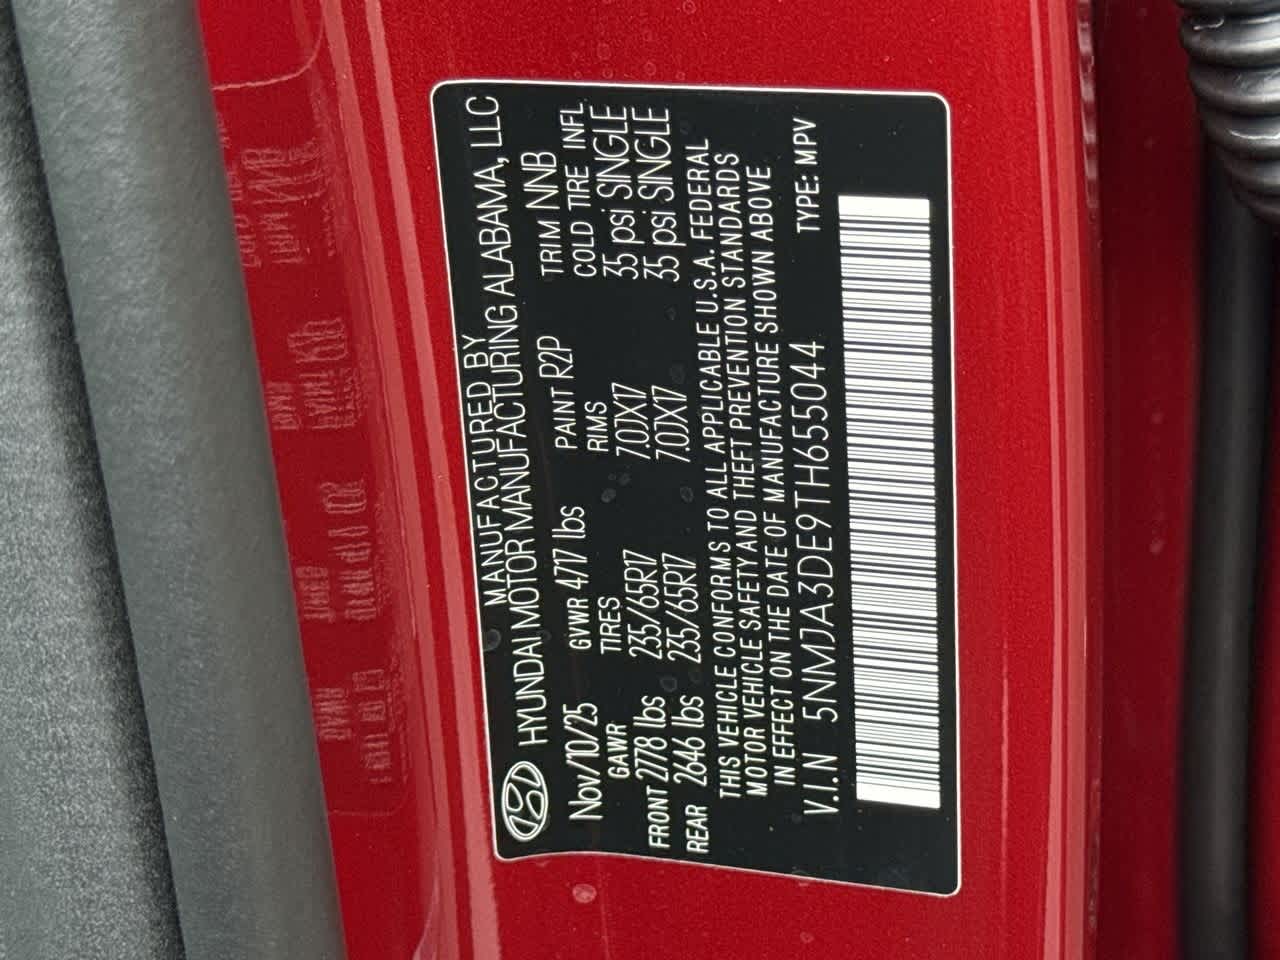 MANUFACTURED BY
HYUNDAI MOTOR MANUFACTURING ALABAMA, LLC
Nov/10/25 GVWR 4717 lbs PAINT R2P TRIM NNB
GAWR TIRES RIMS COLD TIRE INFL.
FRONT 2778 lbs 235/65R17 7.0JX17 35 psi SINGLE
REAR 2646 lbs 235/65R17 7.0JX17 35 psi SINGLE
THIS VEHICLE CONFORMS TO ALL APPLICABLE U.S.A. FEDERAL
MOTOR VEHICLE SAFETY AND THEFT PREVENTION STANDARDS
IN EFFECT ON THE DATE OF MANUFACTURE SHOWN ABOVE
V.I.N 5NMJA3DE9TH655044 TYPE: MPV